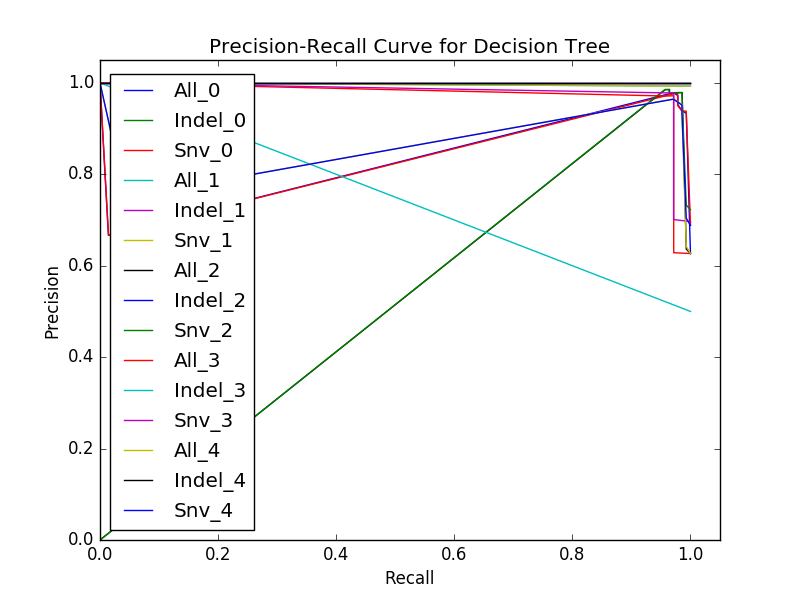 Precision-Recall Curve for Decision Tree
1.0
0.8
0.6
0.4
0.2
0.0
Precision
All_0
Indel_0
Snv_0
All_1
Indel_1
Snv_1
All_2
Indel_2
Snv_2
All_3
Indel_3
Snv_3
All_4
Indel_4
Snv_4
0.0 0.2 0.4 0.6 0.8 1.0
Recall